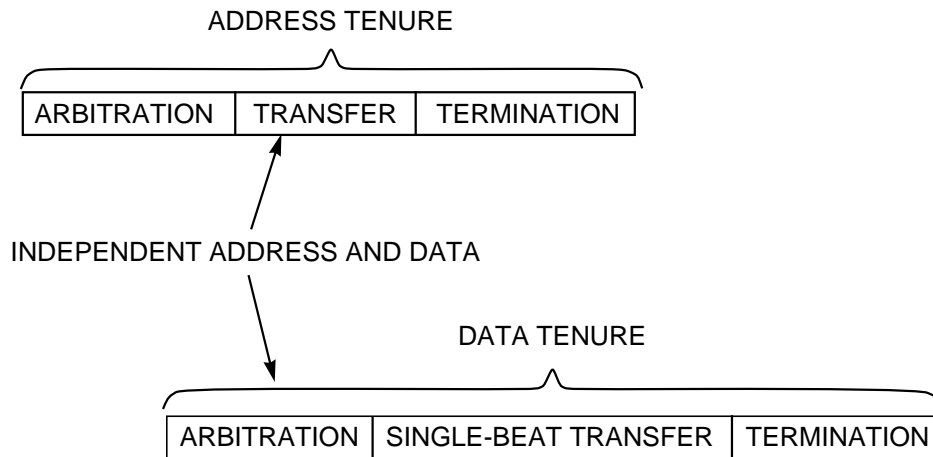 ADDRESS TENURE
ARBITRATION TRANSFER TERMINATION
INDEPENDENT ADDRESS AND DATA
DATA TENURE
ARBITRATION SINGLE-BEAT TRANSFER TERMINATION